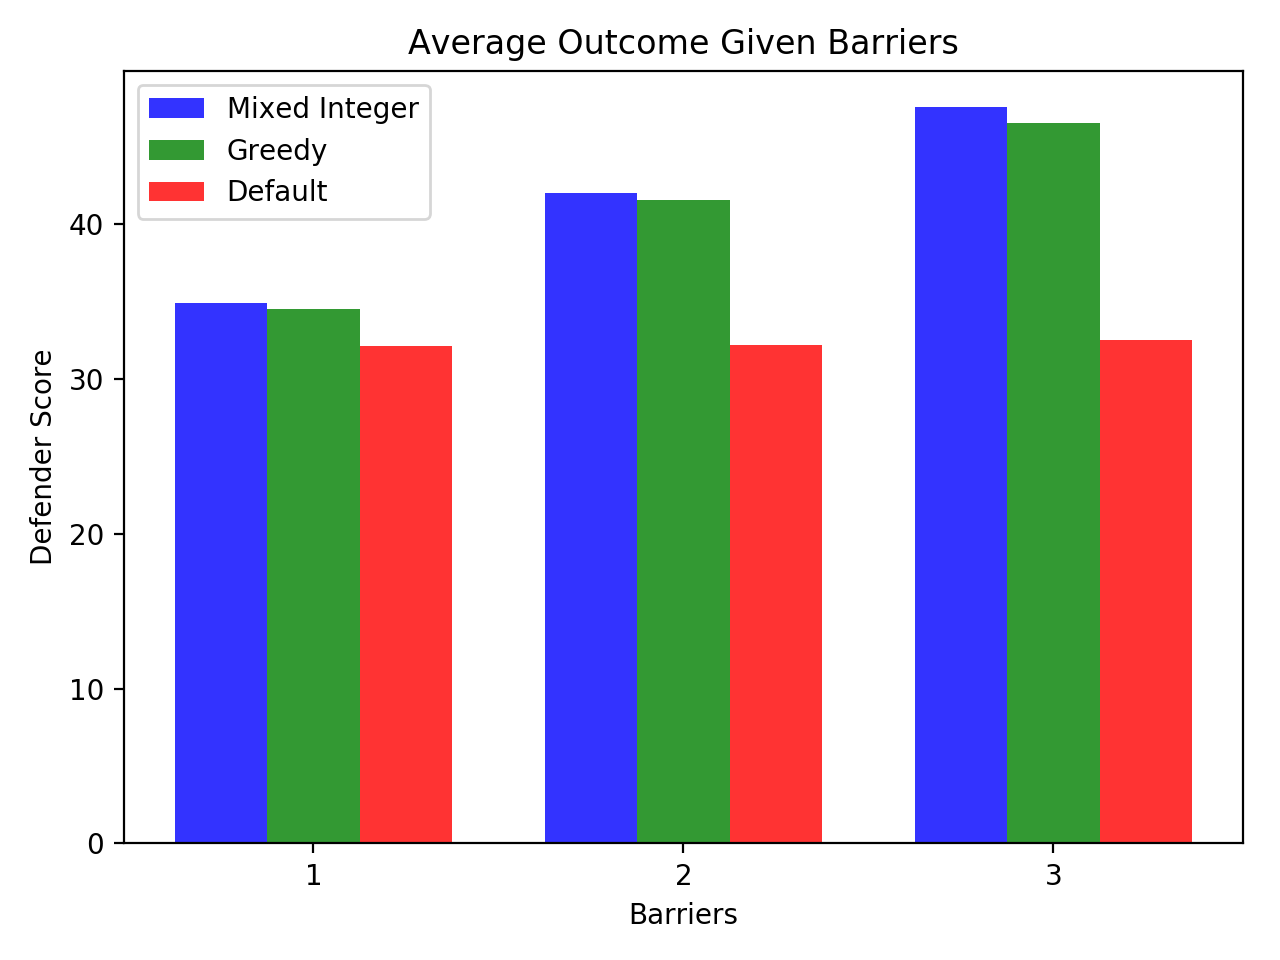 Average Outcome Given Barriers
Mixed Integer
Greedy
Default
Defender Score
40
30
20
10
0
1 2 3
Barriers